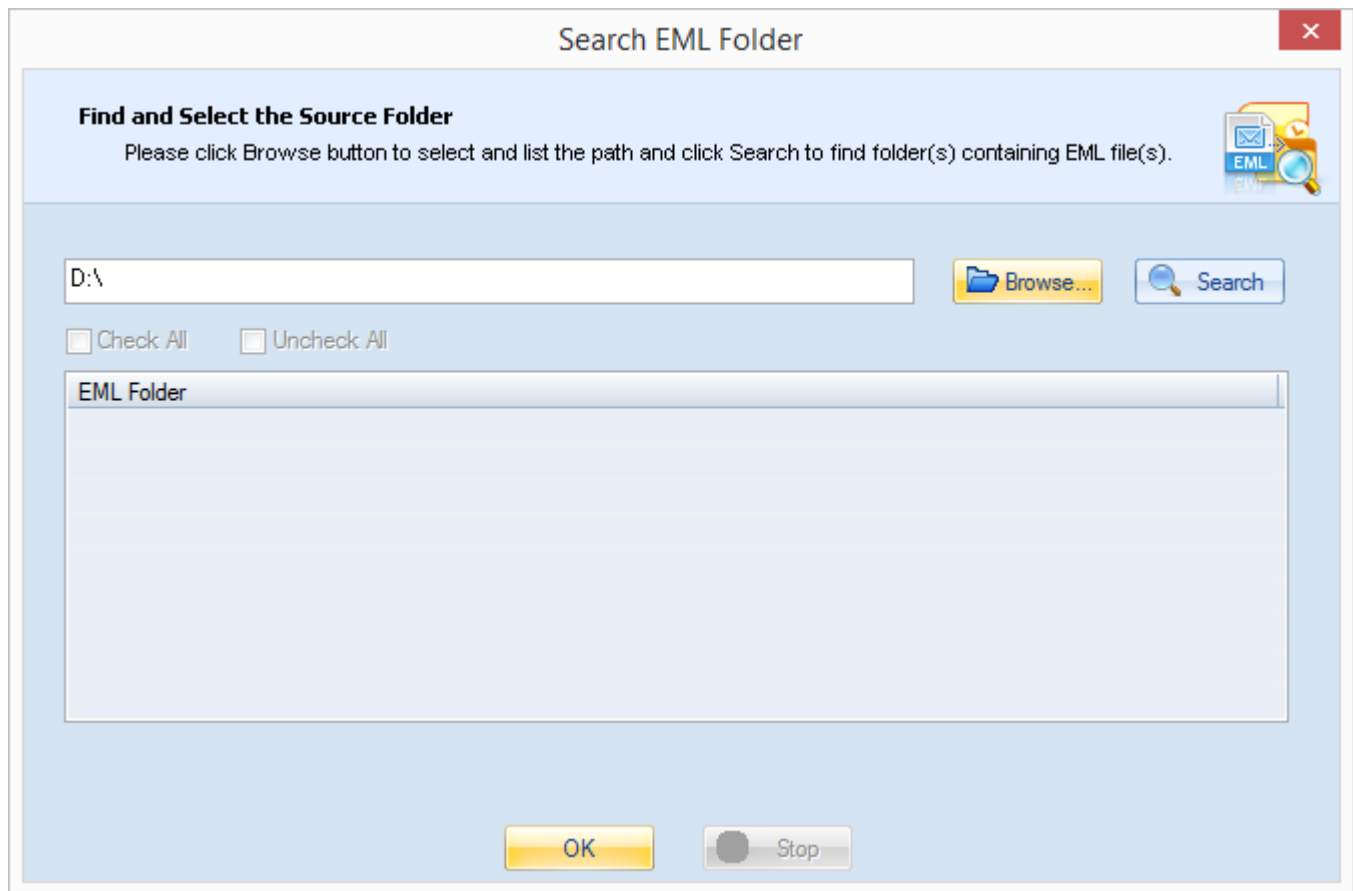 Search EML Folder
Find and Select the Source Folder
Please click Browse button to select and list the path and click Search to find folder(s) containing EML file(s).
EML
D:\
Browse...
Search
Check All
Uncheck All
EML Folder
OK
Stop